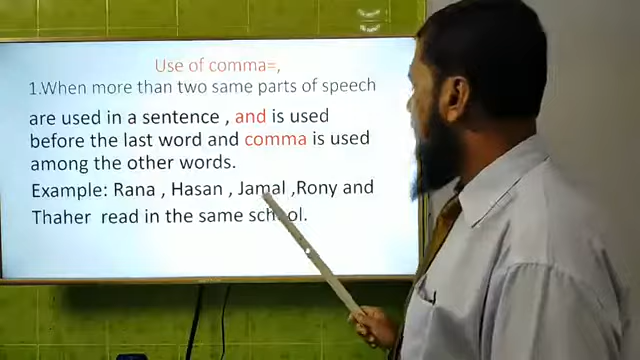 Use of comma=,
1.When more than two same parts of speech
are used in a sentence , and is used
before the last word and comma is used
among the other words.
Example: Rana , Hasan , Jamal ,Rony and
Thaher read in the same school.